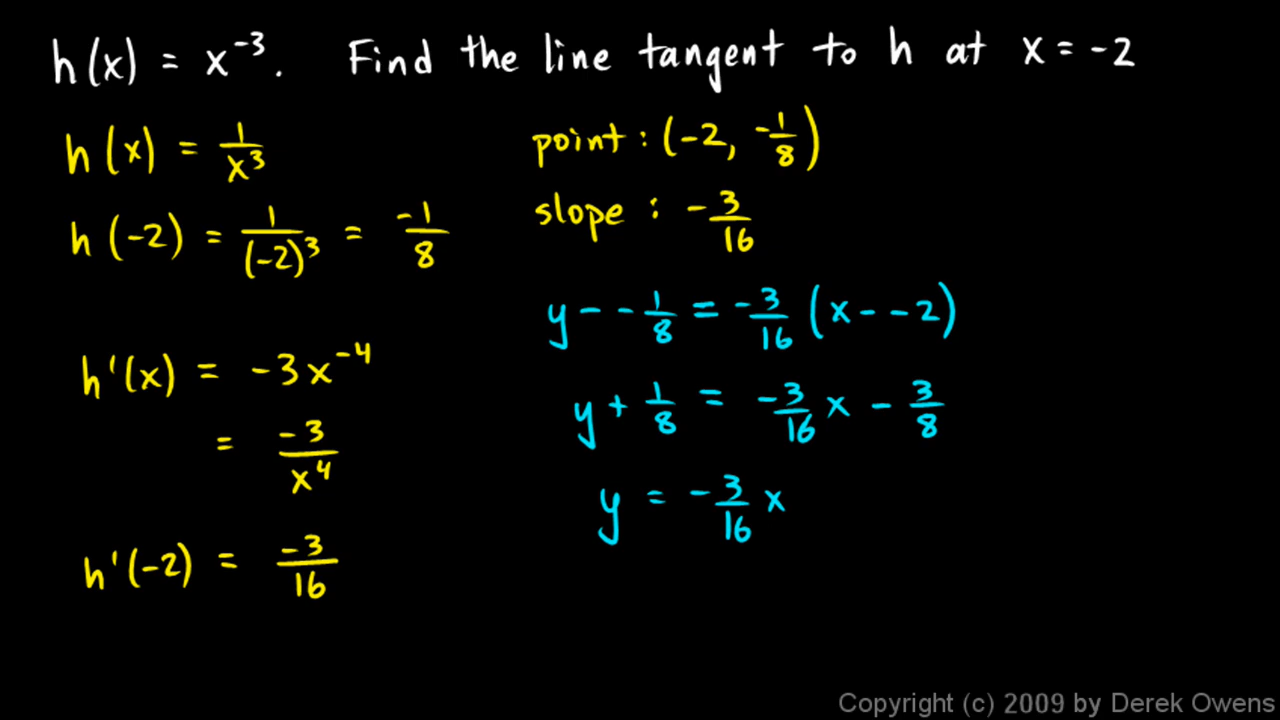 h(x) = x⁻³. Find the line tangent to h at x = -2
h(x) = 1/x³
h(-2) = 1/(-2)³ = -1/8
h'(x) = -3x⁻⁴
= -3/x⁴
h'(-2) = -3/16
point: (-2, -1/8)
slope: -3/16
y - -1/8 = -3/16 (x - -2)
y + 1/8 = -3/16 x - 3/8
y = -3/16 x
Copyright (c) 2009 by Derek Owens